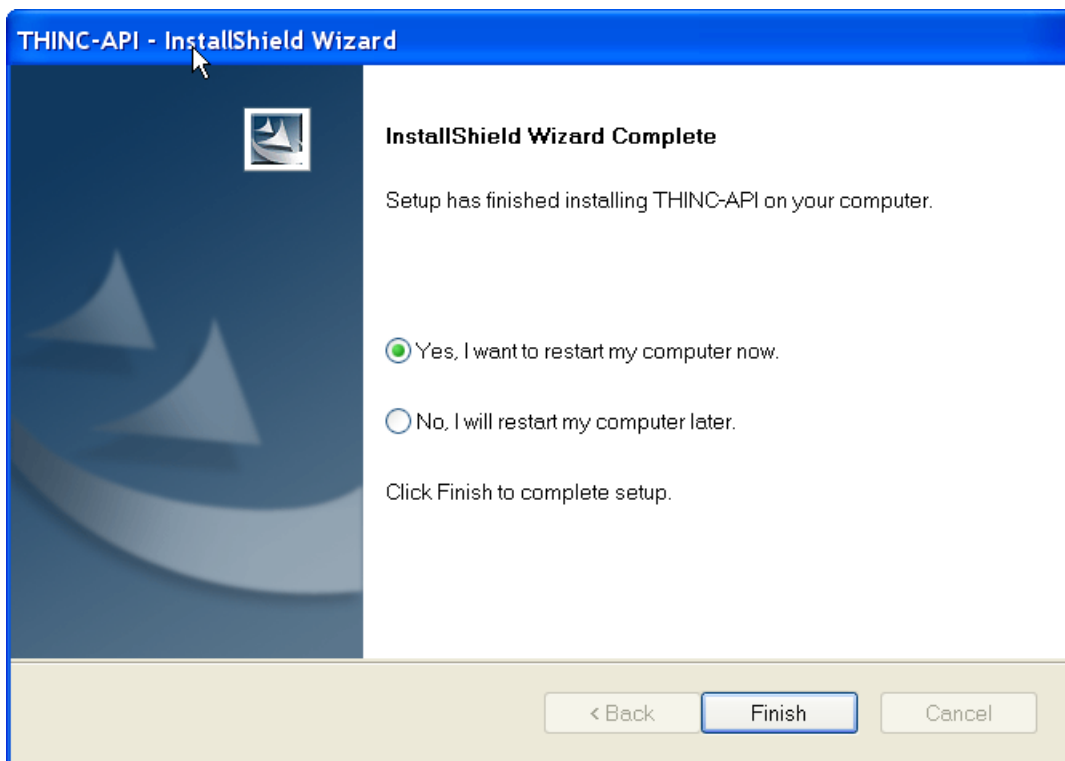 THINC-API - InstallShield Wizard
InstallShield Wizard Complete
Setup has finished installing THINC-API on your computer.
Yes, I want to restart my computer now.
No, I will restart my computer later.
Click Finish to complete setup.
< Back
Finish
Cancel